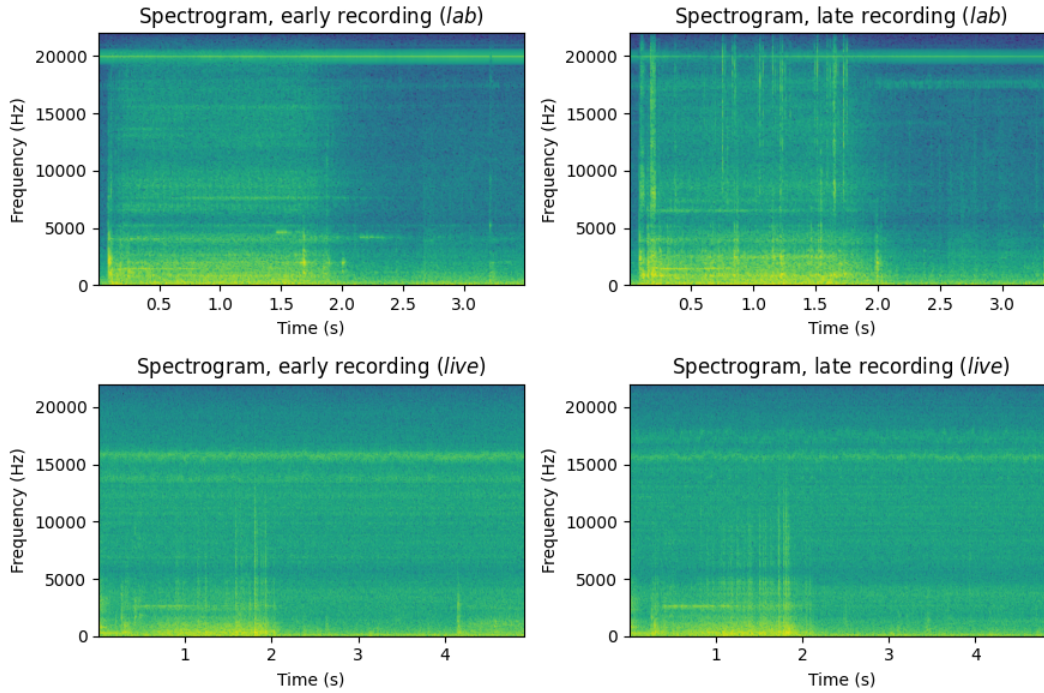 Spectrogram, early recording (lab)
Spectrogram, late recording (lab)
20000
15000
10000
5000
0
Frequency (Hz)
0.5 1.0 1.5 2.0 2.5 3.0
Time (s)
20000
15000
10000
5000
0
Frequency (Hz)
0.5 1.0 1.5 2.0 2.5 3.0
Time (s)
Spectrogram, early recording (live)
Spectrogram, late recording (live)
20000
15000
10000
5000
0
Frequency (Hz)
1 2 3 4
Time (s)
20000
15000
10000
5000
0
Frequency (Hz)
1 2 3 4
Time (s)